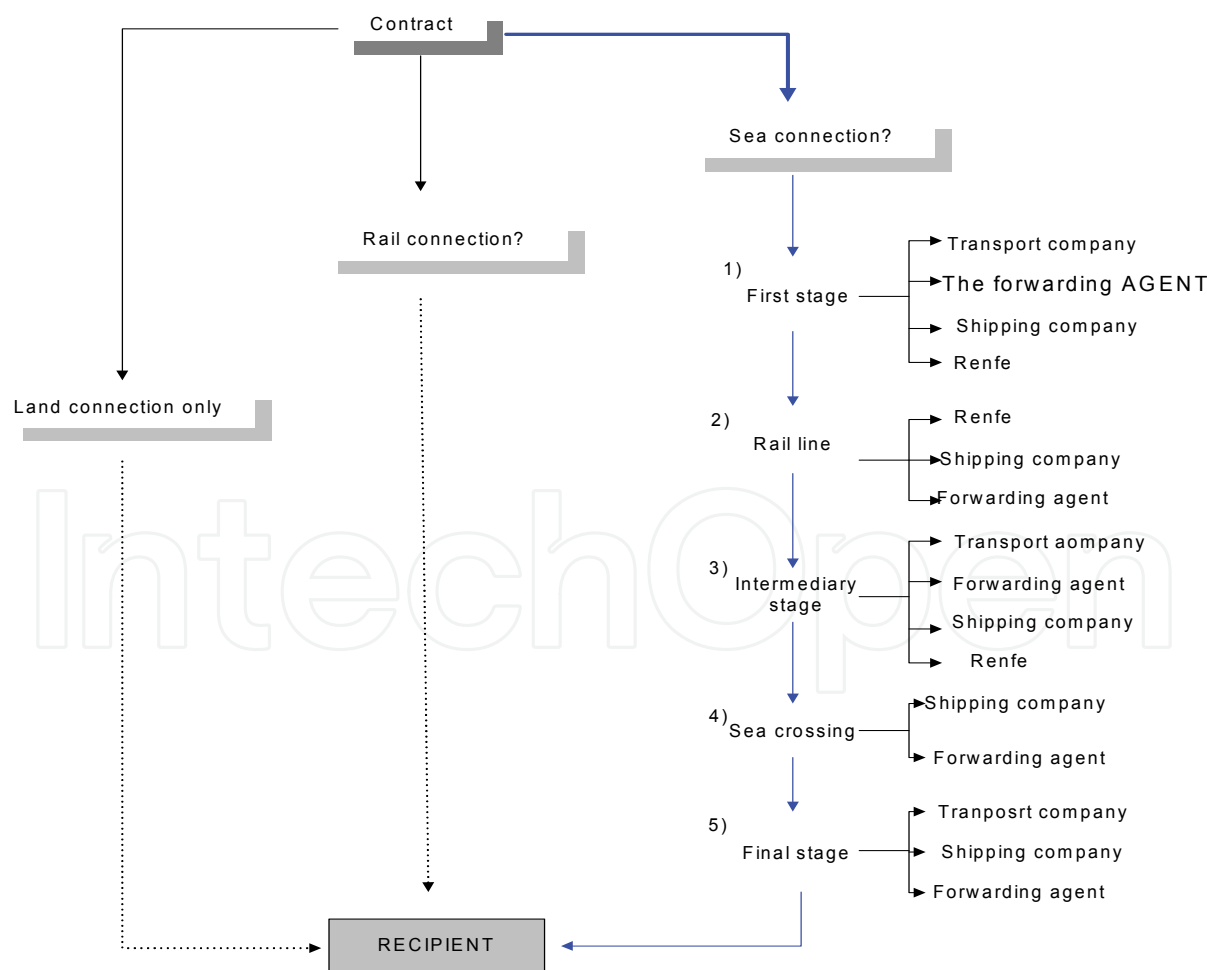 Contract
Sea connection?
Rail connection?
Land connection only
1)
First stage
Transport company
The forwarding AGENT
Shipping company
Renfe
2)
Rail line
Renfe
Shipping company
Forwarding agent
3)
Intermediary
stage
Transport aompany
Forwarding agent
Shipping company
Renfe
4)
Sea crossing
Shipping company
Forwarding agent
5)
Final stage
Tranposrt company
Shipping company
Forwarding agent
RECIPIENT
IntechOpen